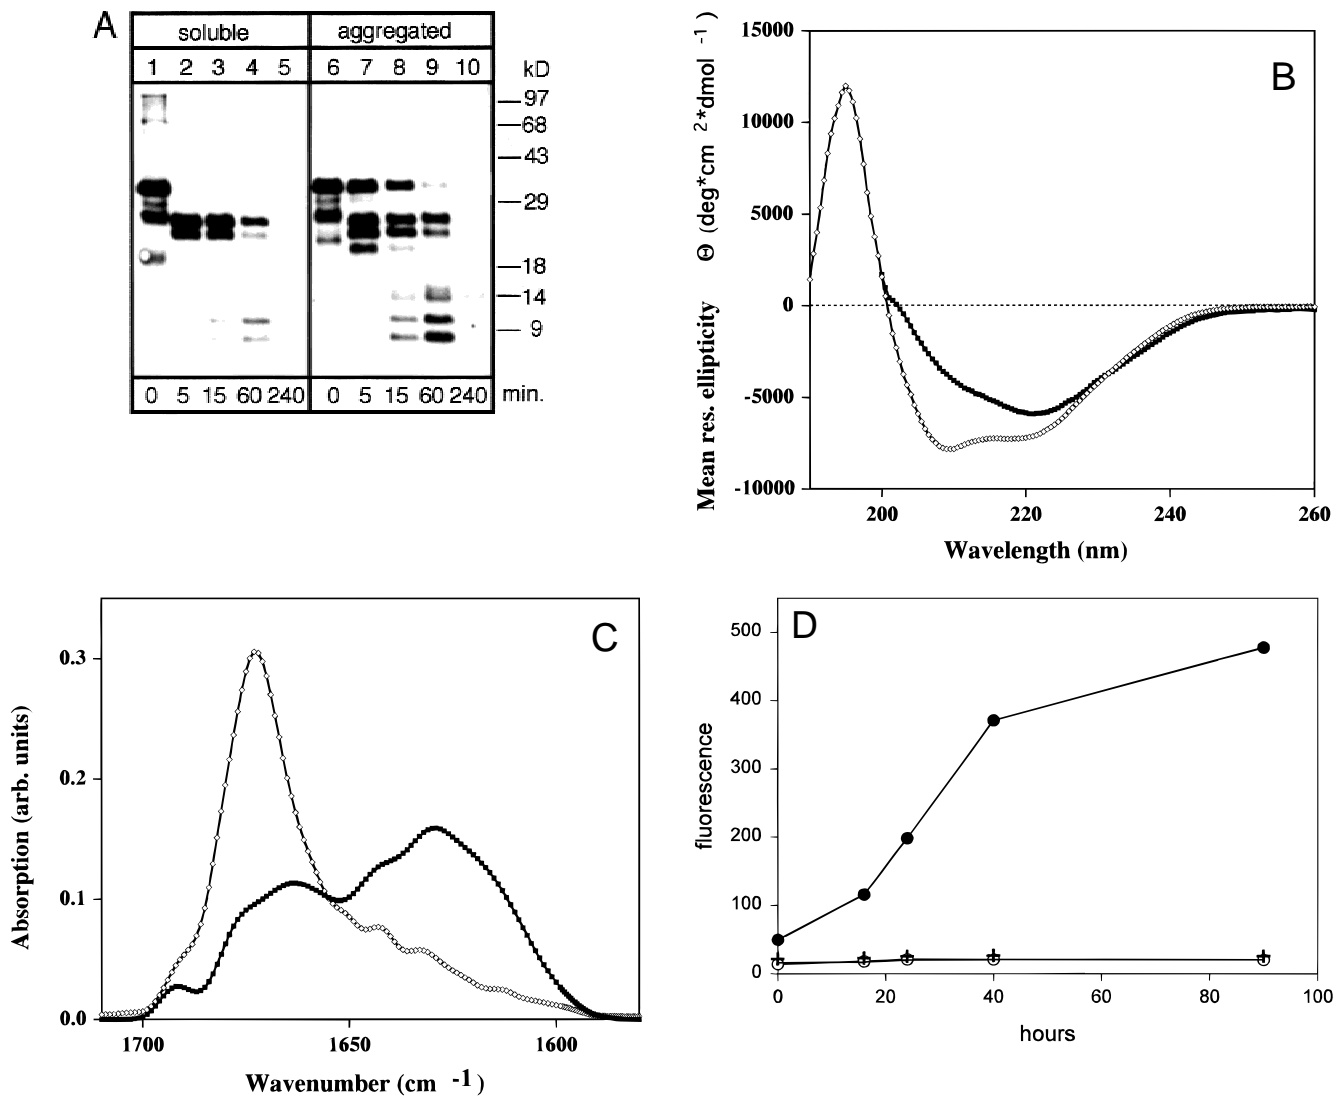 A
soluble aggregated
1 2 3 4 5 6 7 8 9 10 kD
97
68
43
29
18
14
9
0 5 15 60 240 0 5 15 60 240 min.
B
Mean res. ellipticity Θ (deg*cm 2*dmol -1 )
15000
10000
5000
0
-5000
-10000
200 220 240 260
Wavelength (nm)
C
Absorption (arb. units)
0.3
0.2
0.1
0.0
1700 1650 1600
Wavenumber (cm -1 )
D
fluorescence
500
400
300
200
100
0
0 20 40 60 80 100
hours